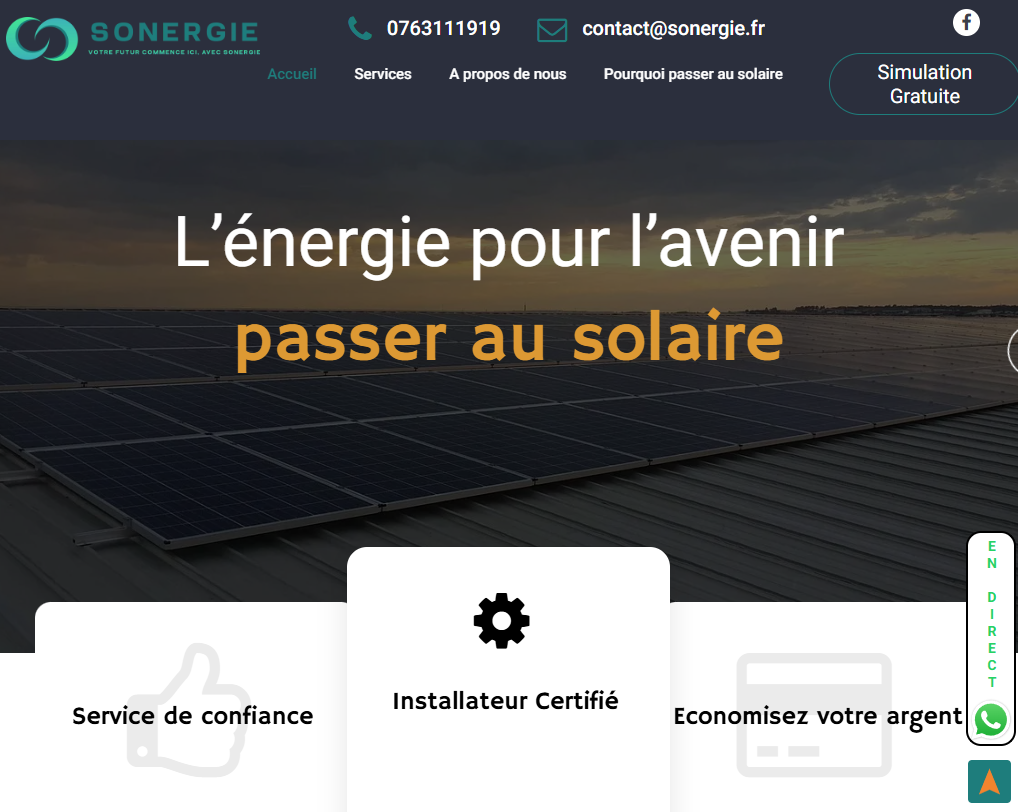 SONERGIE
VOTRE FUTUR COMMENCE ICI, AVEC SONERGIE
0763111919
contact@sonergie.fr
Accueil
Services
A propos de nous
Pourquoi passer au solaire
Simulation
Gratuite
L’énergie pour l’avenir
passer au solaire
Service de confiance
Installateur Certifié
Economisez votre argent
EN DIRECT